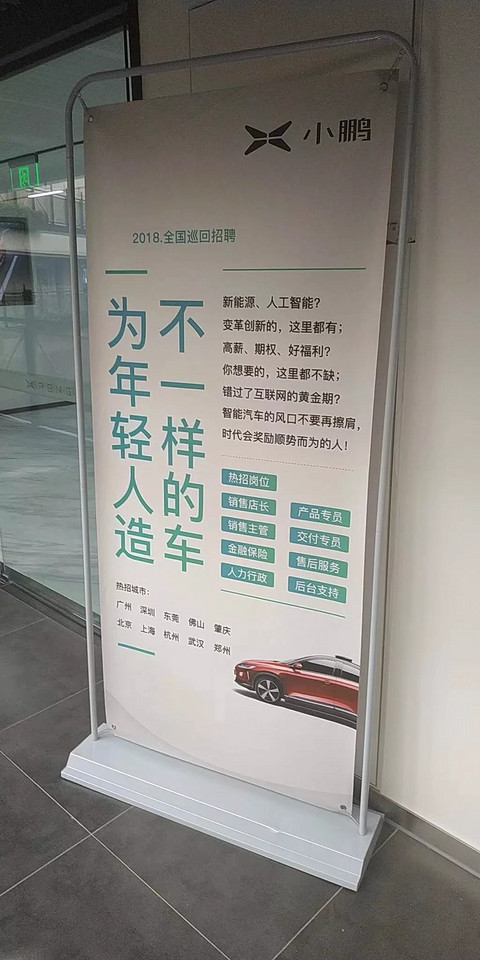 小鹏
2018.全国巡回招聘
为年轻人造
不一样的车
新能源、人工智能?
变革创新的，这里都有;
高薪、期权、好福利?
你想要的，这里都不缺;
错过了互联网的黄金期?
智能汽车的风口不要再擦肩,
时代会奖励顺势而为的人!
热招岗位
销售店长
产品专员
销售主管
交付专员
金融保险
售后服务
人力行政
后台支持
热招城市:
广州 深圳 东莞 佛山 肇庆
北京 上海 杭州 武汉 郑州